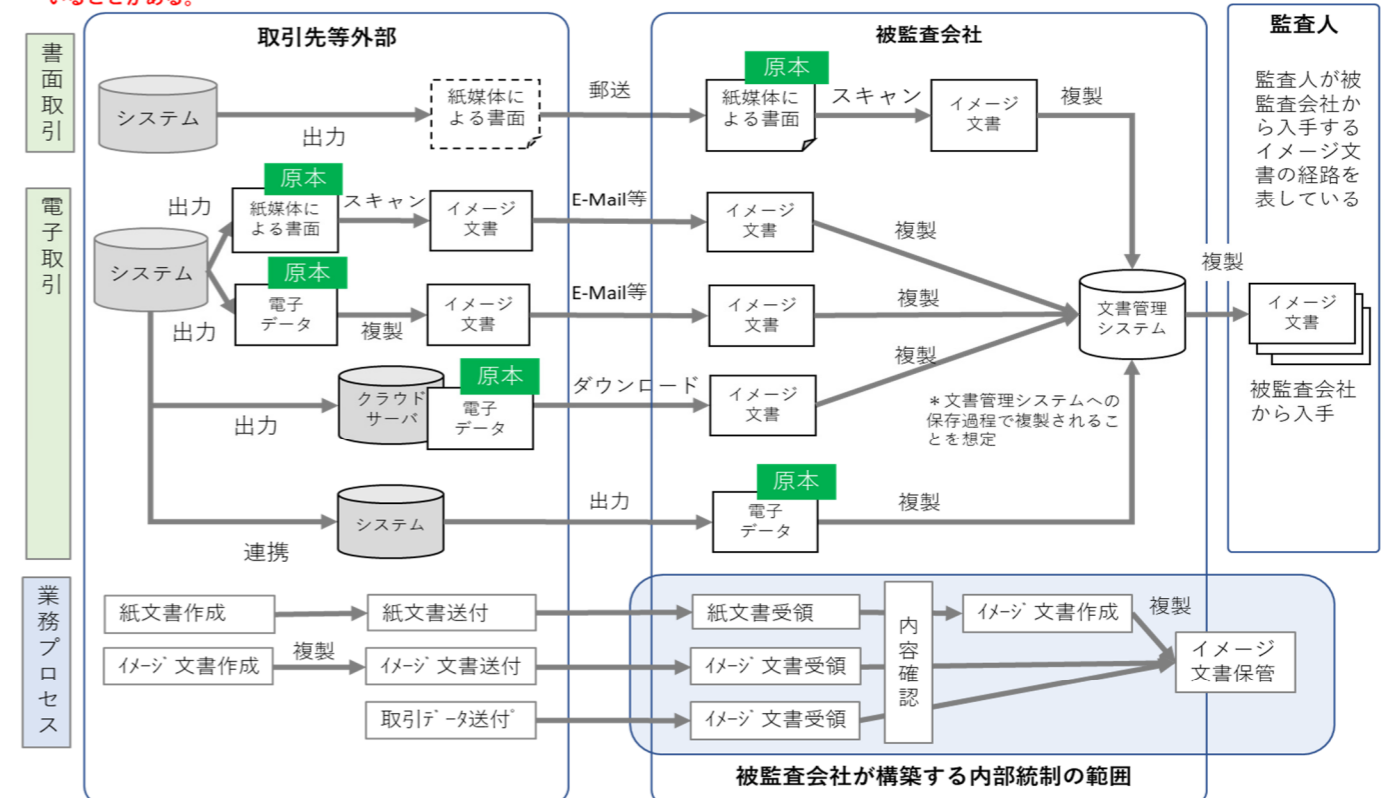 いることがある。
取引先等外部
被監査会社
監査人
書面取引
システム
出力
紙媒体に
よる書面
郵送
原本
紙媒体に
よる書面
スキャン
イメージ
文書
複製
監査人が被
監査会社か
ら入手する
イメージ文
書の経路を
表している
電子取引
システム
出力
原本
紙媒体に
よる書面
スキャン
イメージ
文書
E-Mail等
イメージ
文書
複製
出力
原本
電子
データ
複製
イメージ
文書
E-Mail等
イメージ
文書
複製
文書管理
システム
複製
イメージ
文書
被監査会社
から入手
出力
クラウド
サーバ
原本
電子
データ
ダウンロード
イメージ
文書
複製
＊文書管理システムへの
保存過程で複製されるこ
とを想定
連携
システム
出力
原本
電子
データ
複製
業務プロセス
紙文書作成
紙文書送付
紙文書受領
内容確認
ｲﾒｰｼﾞ文書作成
複製
イメージ
文書保管
ｲﾒｰｼﾞ文書作成
複製
ｲﾒｰｼﾞ文書送付
ｲﾒｰｼﾞ文書受領
取引ﾃﾞｰﾀ送付ﾟ
ｲﾒｰｼﾞ文書受領
被監査会社が構築する内部統制の範囲